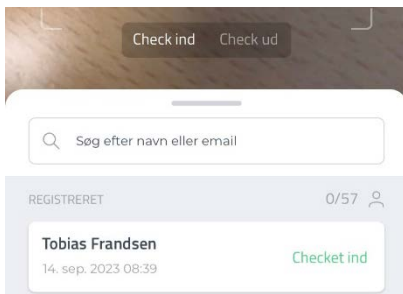 Check ind Check ud
Søg efter navn eller email
REGISTRERET 0/57
Tobias Frandsen
14. sep. 2023 08:39
Checket ind